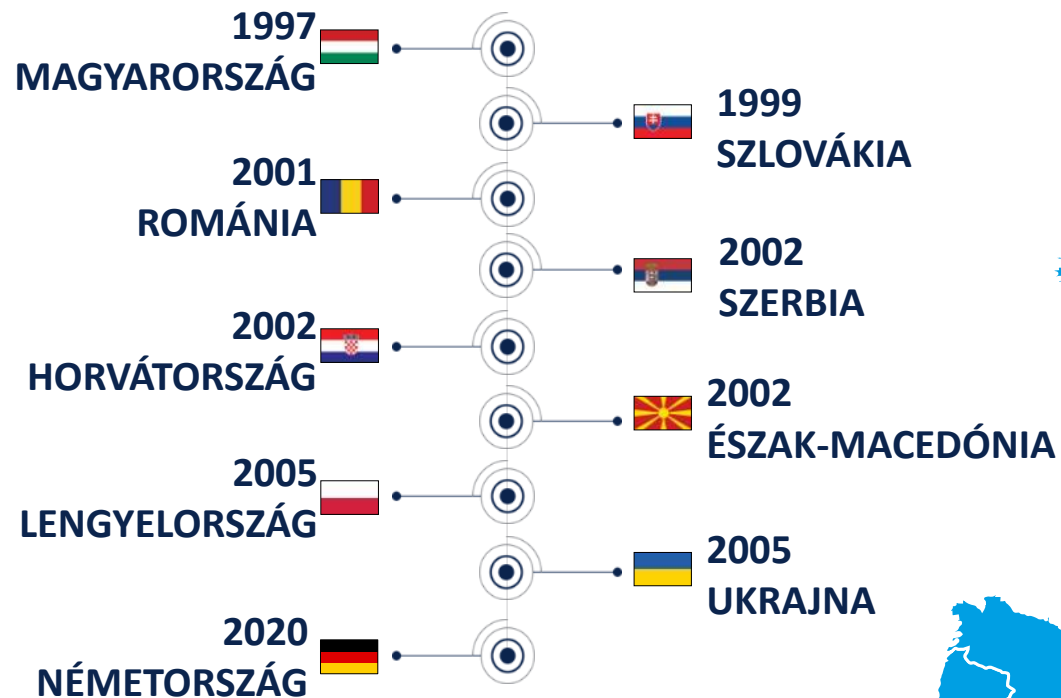 1997
MAGYARORSZÁG
1999
SZLOVÁKIA
2001
ROMÁNIA
2002
SZERBIA
2002
HORVÁTORSZÁG
2002
ÉSZAK-MACEDÓNIA
2005
LENGYELORSZÁG
2005
UKRAJNA
2020
NÉMETORSZÁG